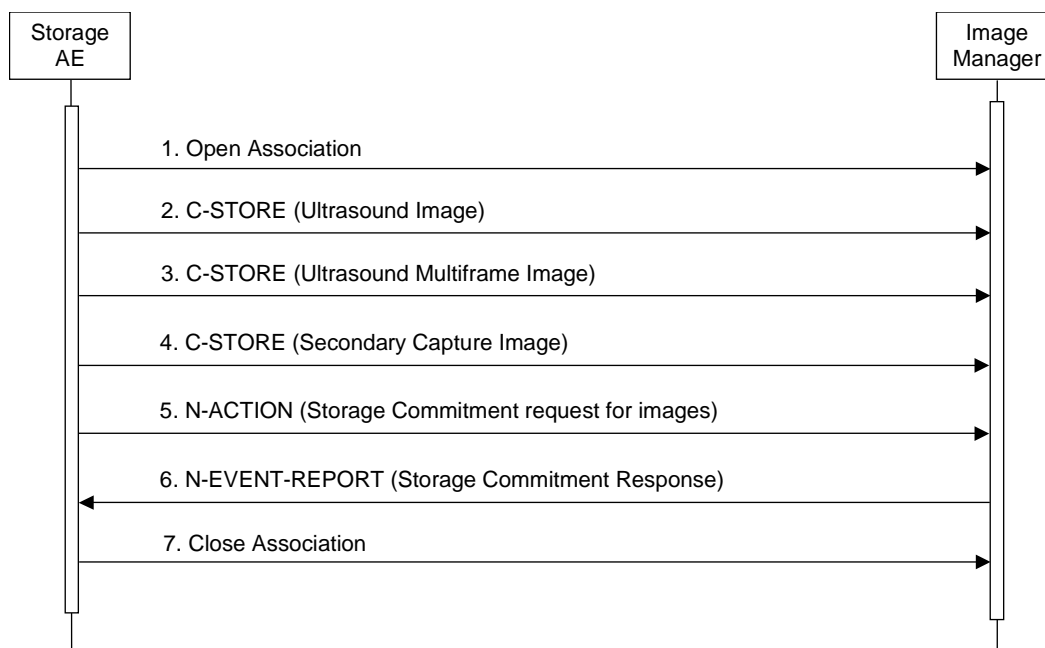 Storage
AE
Image
Manager
1. Open Association
2. C-STORE (Ultrasound Image)
3. C-STORE (Ultrasound Multiframe Image)
4. C-STORE (Secondary Capture Image)
5. N-ACTION (Storage Commitment request for images)
6. N-EVENT-REPORT (Storage Commitment Response)
7. Close Association